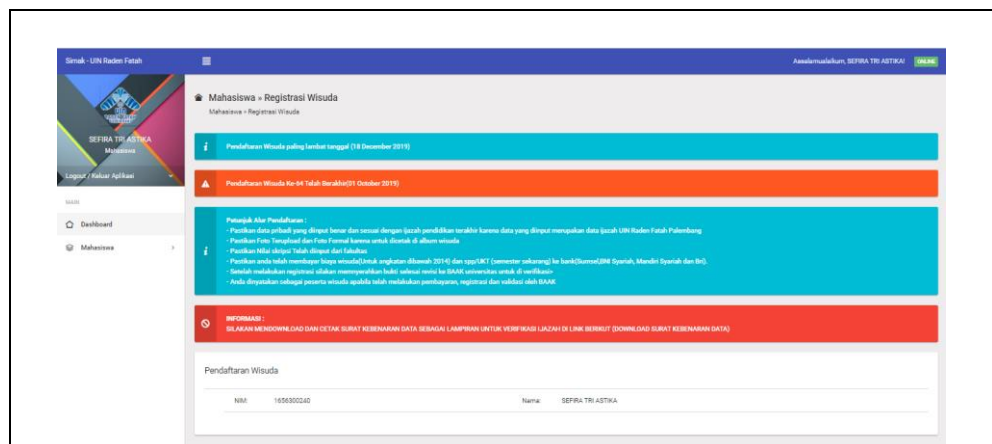 Simak - UIN Raden Fatah
Assalamualaikum, SEFIRA TRI ASTIKA!
ONLINE
SEFIRA TRI ASTIKA
Mahasiswa
Logout / Keluar Aplikasi
MAIN
Dashboard
Mahasiswa
Mahasiswa » Registrasi Wisuda
Mahasiswa » Registrasi Wisuda
Pendaftaran Wisuda paling lambat tanggal (18 December 2019)
Pendaftaran Wisuda Ke-94 Telah Berakhir(01 October 2019)
Petunjuk Alur Pendaftaran :
- Pastikan data pribadi yang diinput benar dan sesuai dengan ijazah pendidikan terakhir karena data yang diinput merupakan data ijazah UIN Raden Fatah Palembang
- Pastikan Foto Terupload dan Foto Formal karena untuk dicetak di album wisuda
- Pastikan Nilai skripsi Telah diinput dari fakultas
- Pastikan anda telah membayar biaya wisuda(Untuk angkatan dibawah 2014) dan spp/UKT (semester sekarang) ke bank(Sumsel,BNI Syariah, Mandiri Syariah dan Bri).
- Setelah melakukan registrasi silakan memnyerahkan bukti selesai revisi ke BAAK universitas untuk di verifikasi>
- Anda dinyatakan sebagai peserta wisuda apabila telah melakukan pembayaran, registrasi dan validasi oleh BAAK
INFORMASI :
SILAKAN MENDOWNLOAD DAN CETAK SURAT KEBENARAN DATA SEBAGAI LAMPIRAN UNTUK VERIFIKASI IJAZAH DI LINK BERIKUT (DOWNLOAD SURAT KEBENARAN DATA)
Pendaftaran Wisuda
NIM: 1656300240 Nama: SEFIRA TRI ASTIKA